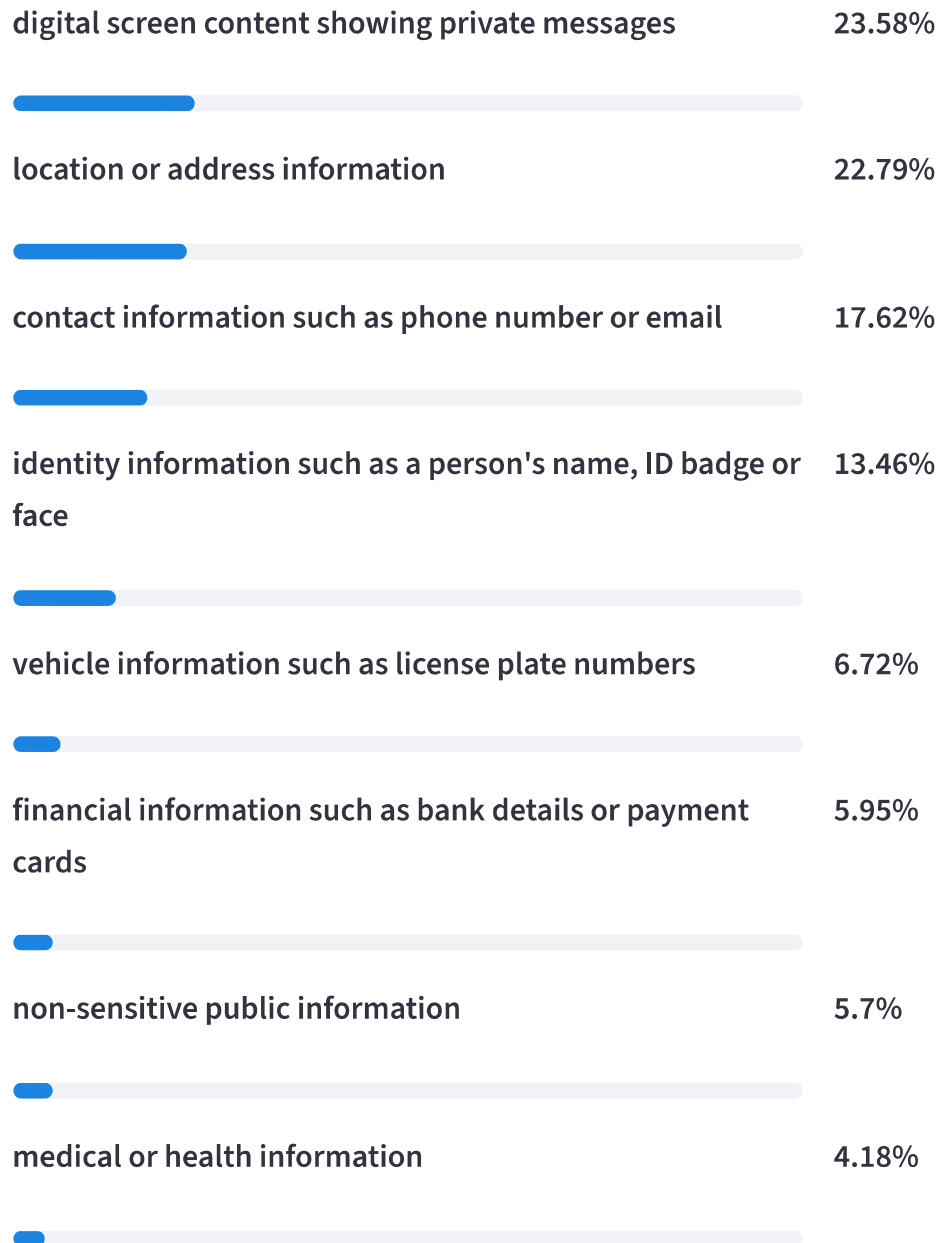 digital screen content showing private messages 23.58%
location or address information 22.79%
contact information such as phone number or email 17.62%
identity information such as a person's name, ID badge or 13.46%
face
vehicle information such as license plate numbers 6.72%
financial information such as bank details or payment 5.95%
cards
non-sensitive public information 5.7%
medical or health information 4.18%